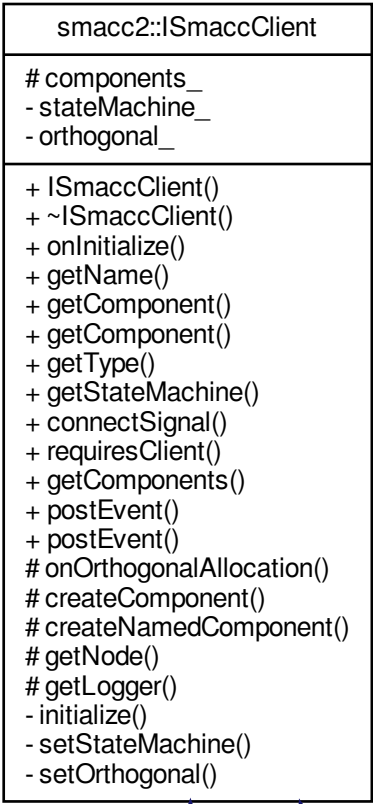 smacc2::ISmaccClient
# components_
- stateMachine_
- orthogonal_
+ ISmaccClient()
+ ~ISmaccClient()
+ onInitialize()
+ getName()
+ getComponent()
+ getComponent()
+ getType()
+ getStateMachine()
+ connectSignal()
+ requiresClient()
+ getComponents()
+ postEvent()
+ postEvent()
# onOrthogonalAllocation()
# createComponent()
# createNamedComponent()
# getNode()
# getLogger()
- initialize()
- setStateMachine()
- setOrthogonal()